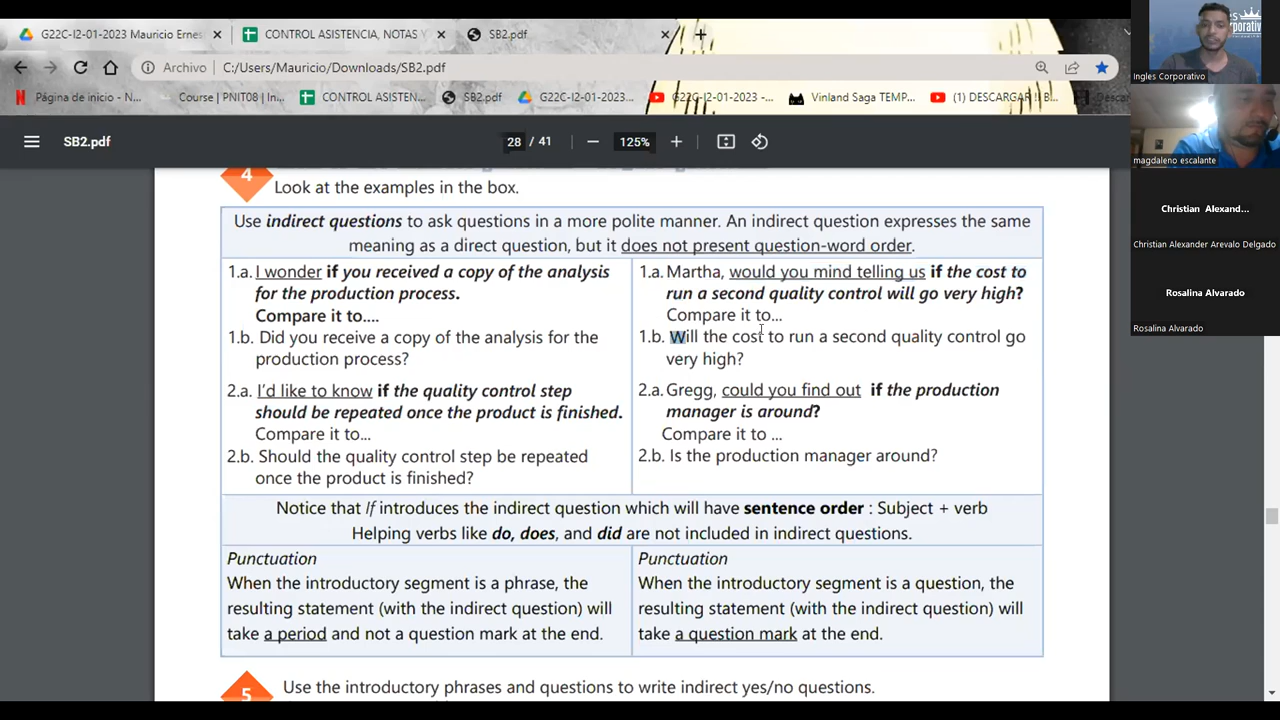 G22C-I2-01-2023 Mauricio Ernes
CONTROL ASISTENCIA, NOTAS Y
SB2.pdf
Archivo
C:/Users/Mauricio/Downloads/SB2.pdf
Página de inicio - N...
Course | PNIT08 | In...
CONTROL ASISTEN...
SB2.pdf
G22C-I2-01-2023...
G22C-I2-01-2023 -...
Vinland Saga TEMP...
(1) DESCARGAR !! B...
SB2.pdf
28 / 41
125%
Ingles Corporativo
magdaleno escalante
Christian Alexand...
Christian Alexander Arevalo Delgado
Rosalina Alvarado
Rosalina Alvarado
4
Look at the examples in the box.
Use indirect questions to ask questions in a more polite manner. An indirect question expresses the same
meaning as a direct question, but it does not present question-word order.
1.a. I wonder if you received a copy of the analysis
for the production process.
Compare it to....
1.b. Did you receive a copy of the analysis for the
production process?
2.a. I'd like to know if the quality control step
should be repeated once the product is finished.
Compare it to...
2.b. Should the quality control step be repeated
once the product is finished?
1.a. Martha, would you mind telling us if the cost to
run a second quality control will go very high?
Compare it to...
1.b. Will the cost to run a second quality control go
very high?
2.a. Gregg, could you find out if the production
manager is around?
Compare it to ...
2.b. Is the production manager around?
Notice that If introduces the indirect question which will have sentence order : Subject + verb
Helping verbs like do, does, and did are not included in indirect questions.
Punctuation
When the introductory segment is a phrase, the
resulting statement (with the indirect question) will
take a period and not a question mark at the end.
Punctuation
When the introductory segment is a question, the
resulting statement (with the indirect question) will
take a question mark at the end.
5
Use the introductory phrases and questions to write indirect yes/no questions.